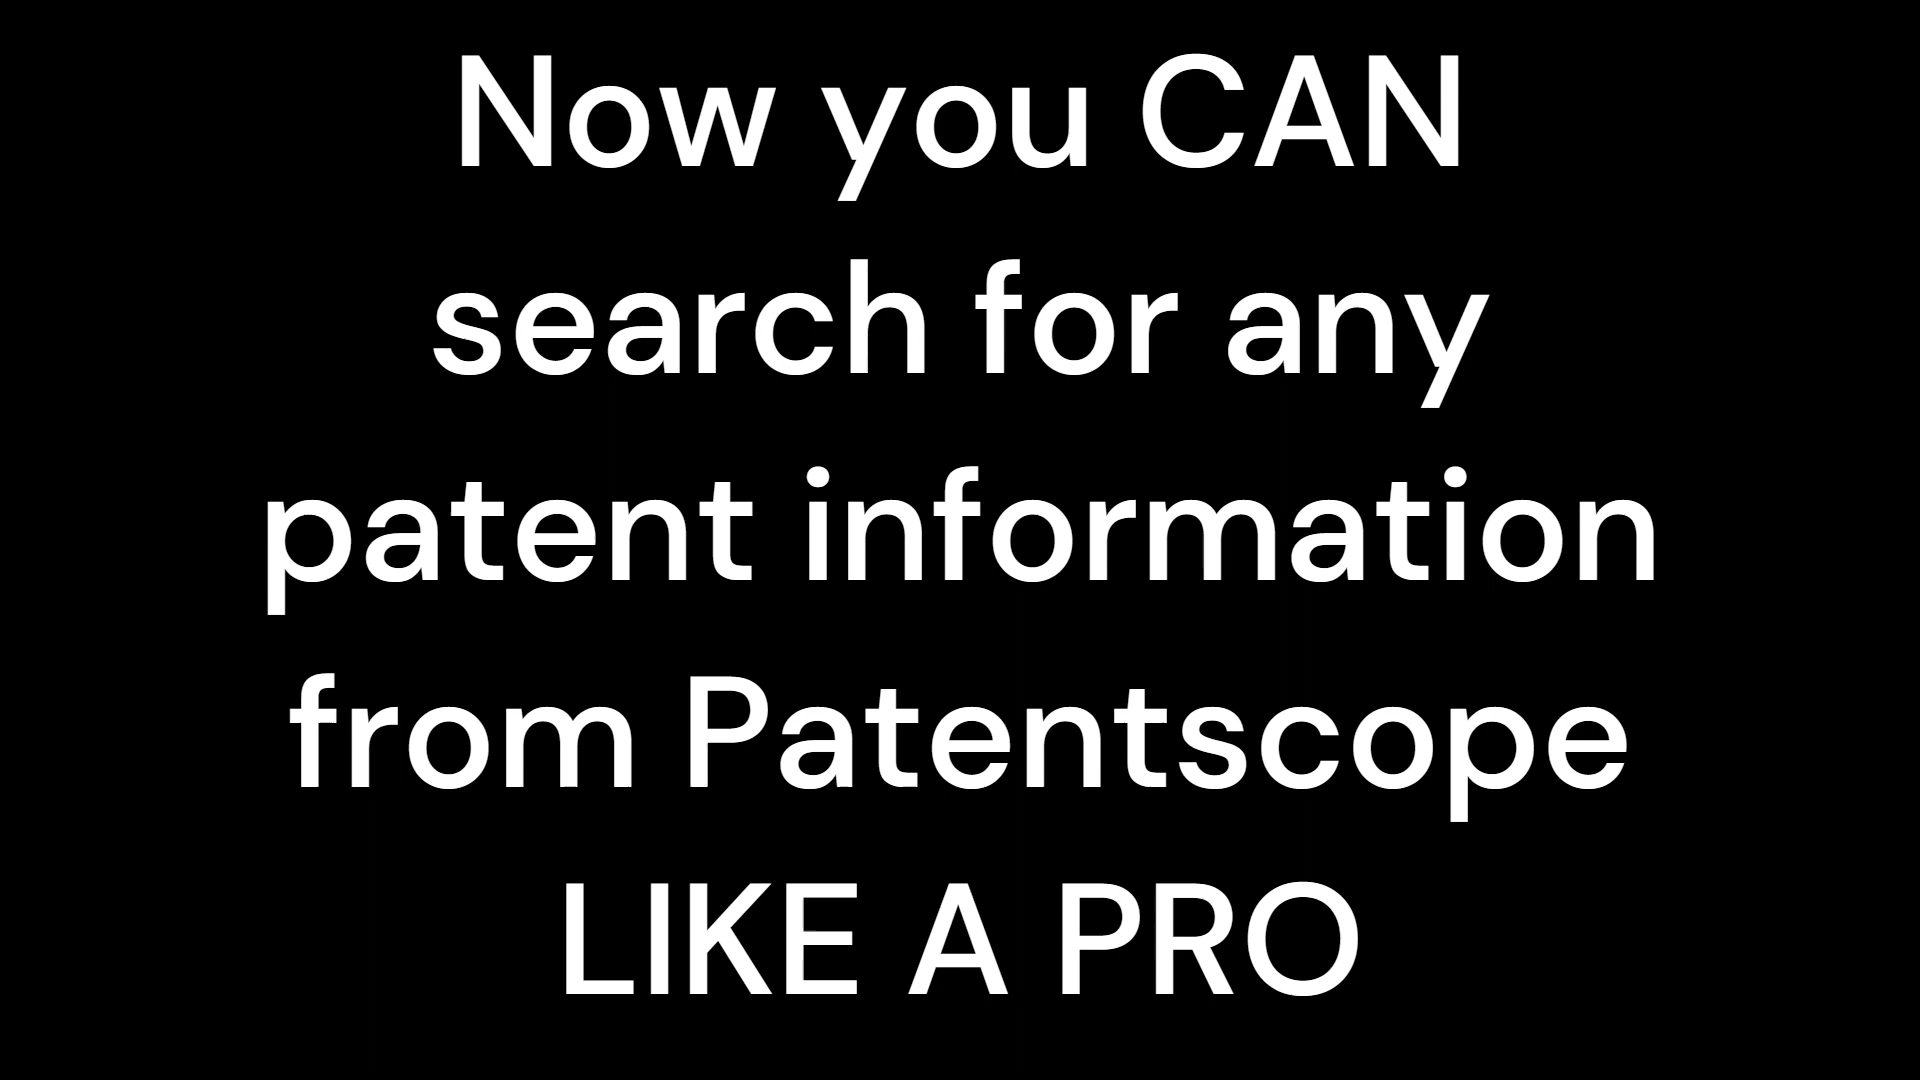 Now you CAN
search for any
patent information
from Patentscope
LIKE A PRO